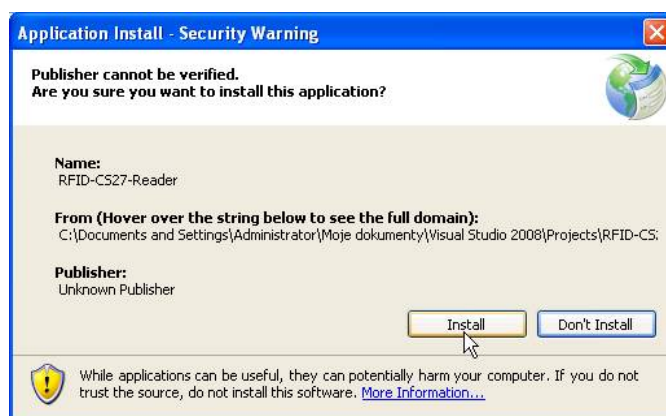 Application Install - Security Warning
Publisher cannot be verified.
Are you sure you want to install this application?
Name:
RFID-CS27-Reader
From (Hover over the string below to see the full domain):
C:\Documents and Settings\Administrator\Moje dokumenty\Visual Studio 2008\Projects\RFID-CS
Publisher:
Unknown Publisher
Install Don't Install
While applications can be useful, they can potentially harm your computer. If you do not
trust the source, do not install this software. More Information...